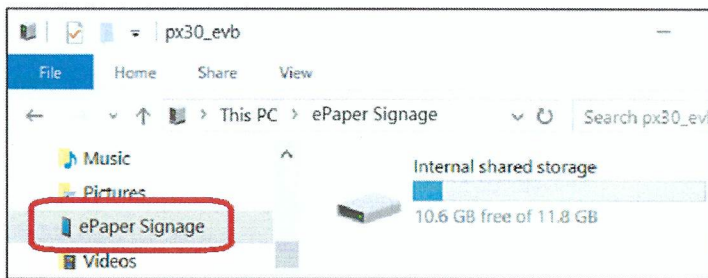 px30_evb
File Home Share View
This PC > ePaper Signage
Search px30_evb
Music
Internal shared storage
Pictures
10.6 GB free of 11.8 GB
ePaper Signage
Videos